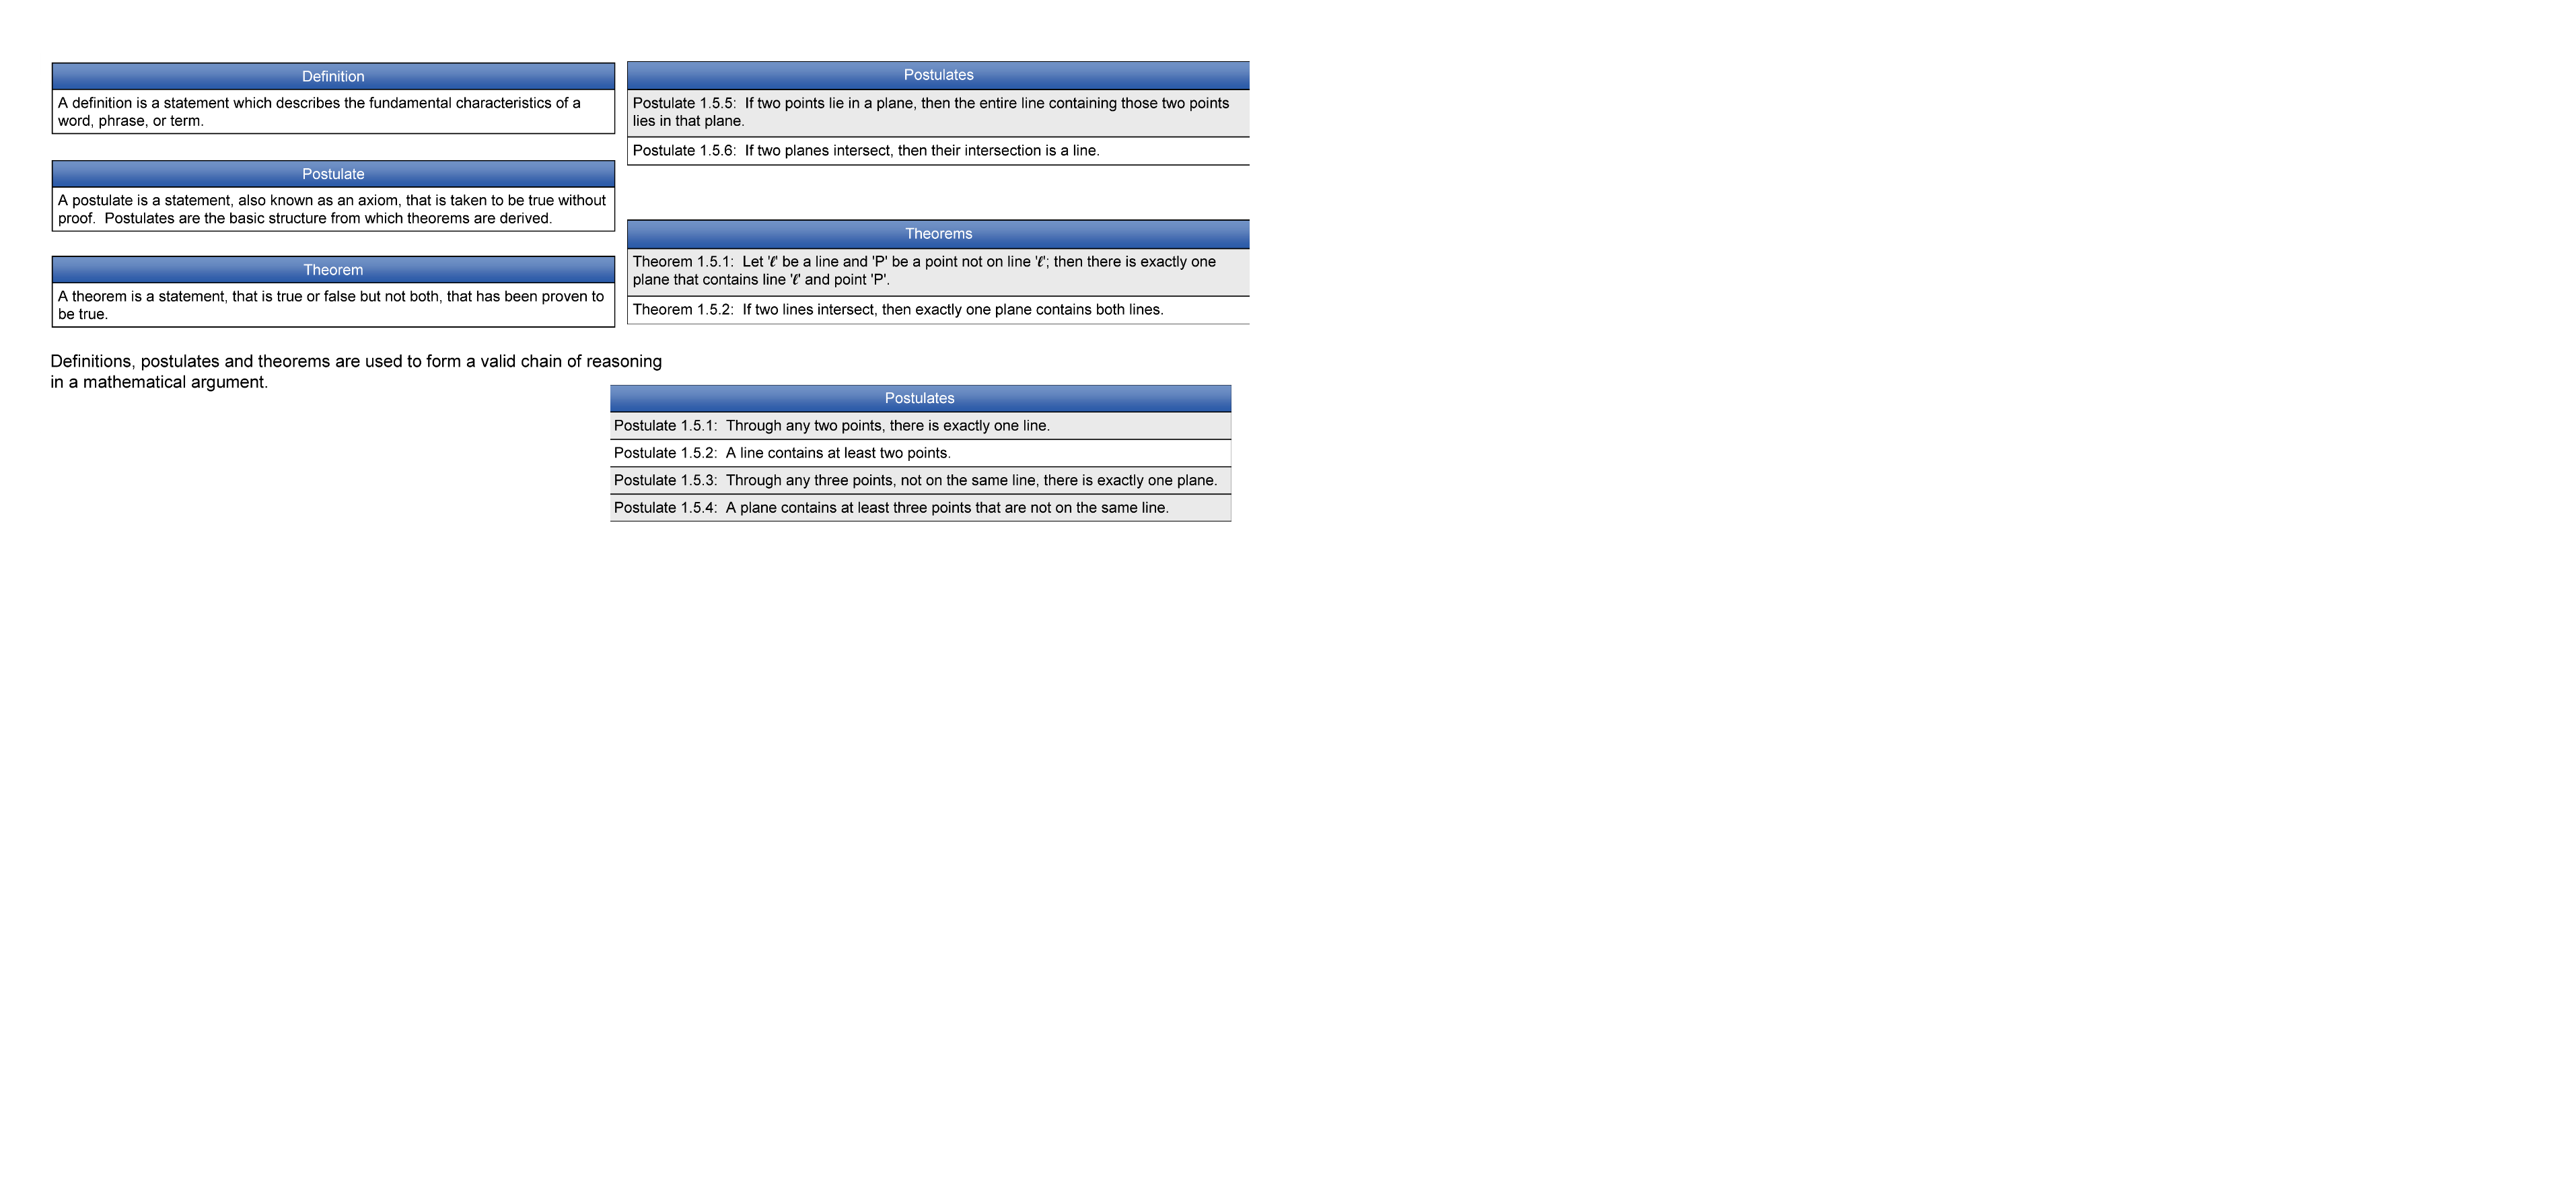 Definition
A definition is a statement which describes the fundamental characteristics of a
word, phrase, or term.
Postulate
A postulate is a statement, also known as an axiom, that is taken to be true without
proof.  Postulates are the basic structure from which theorems are derived.
Theorem
A theorem is a statement, that is true or false but not both, that has been proven to
be true.
Definitions, postulates and theorems are used to form a valid chain of reasoning
in a mathematical argument.
Postulates
Postulate 1.5.5:  If two points lie in a plane, then the entire line containing those two points
lies in that plane.
Postulate 1.5.6:  If two planes intersect, then their intersection is a line.
Theorems
Theorem 1.5.1:  Let 'ℓ' be a line and 'P' be a point not on line 'ℓ'; then there is exactly one
plane that contains line 'ℓ' and point 'P'.
Theorem 1.5.2:  If two lines intersect, then exactly one plane contains both lines.
Postulates
Postulate 1.5.1:  Through any two points, there is exactly one line.
Postulate 1.5.2:  A line contains at least two points.
Postulate 1.5.3:  Through any three points, not on the same line, there is exactly one plane.
Postulate 1.5.4:  A plane contains at least three points that are not on the same line.